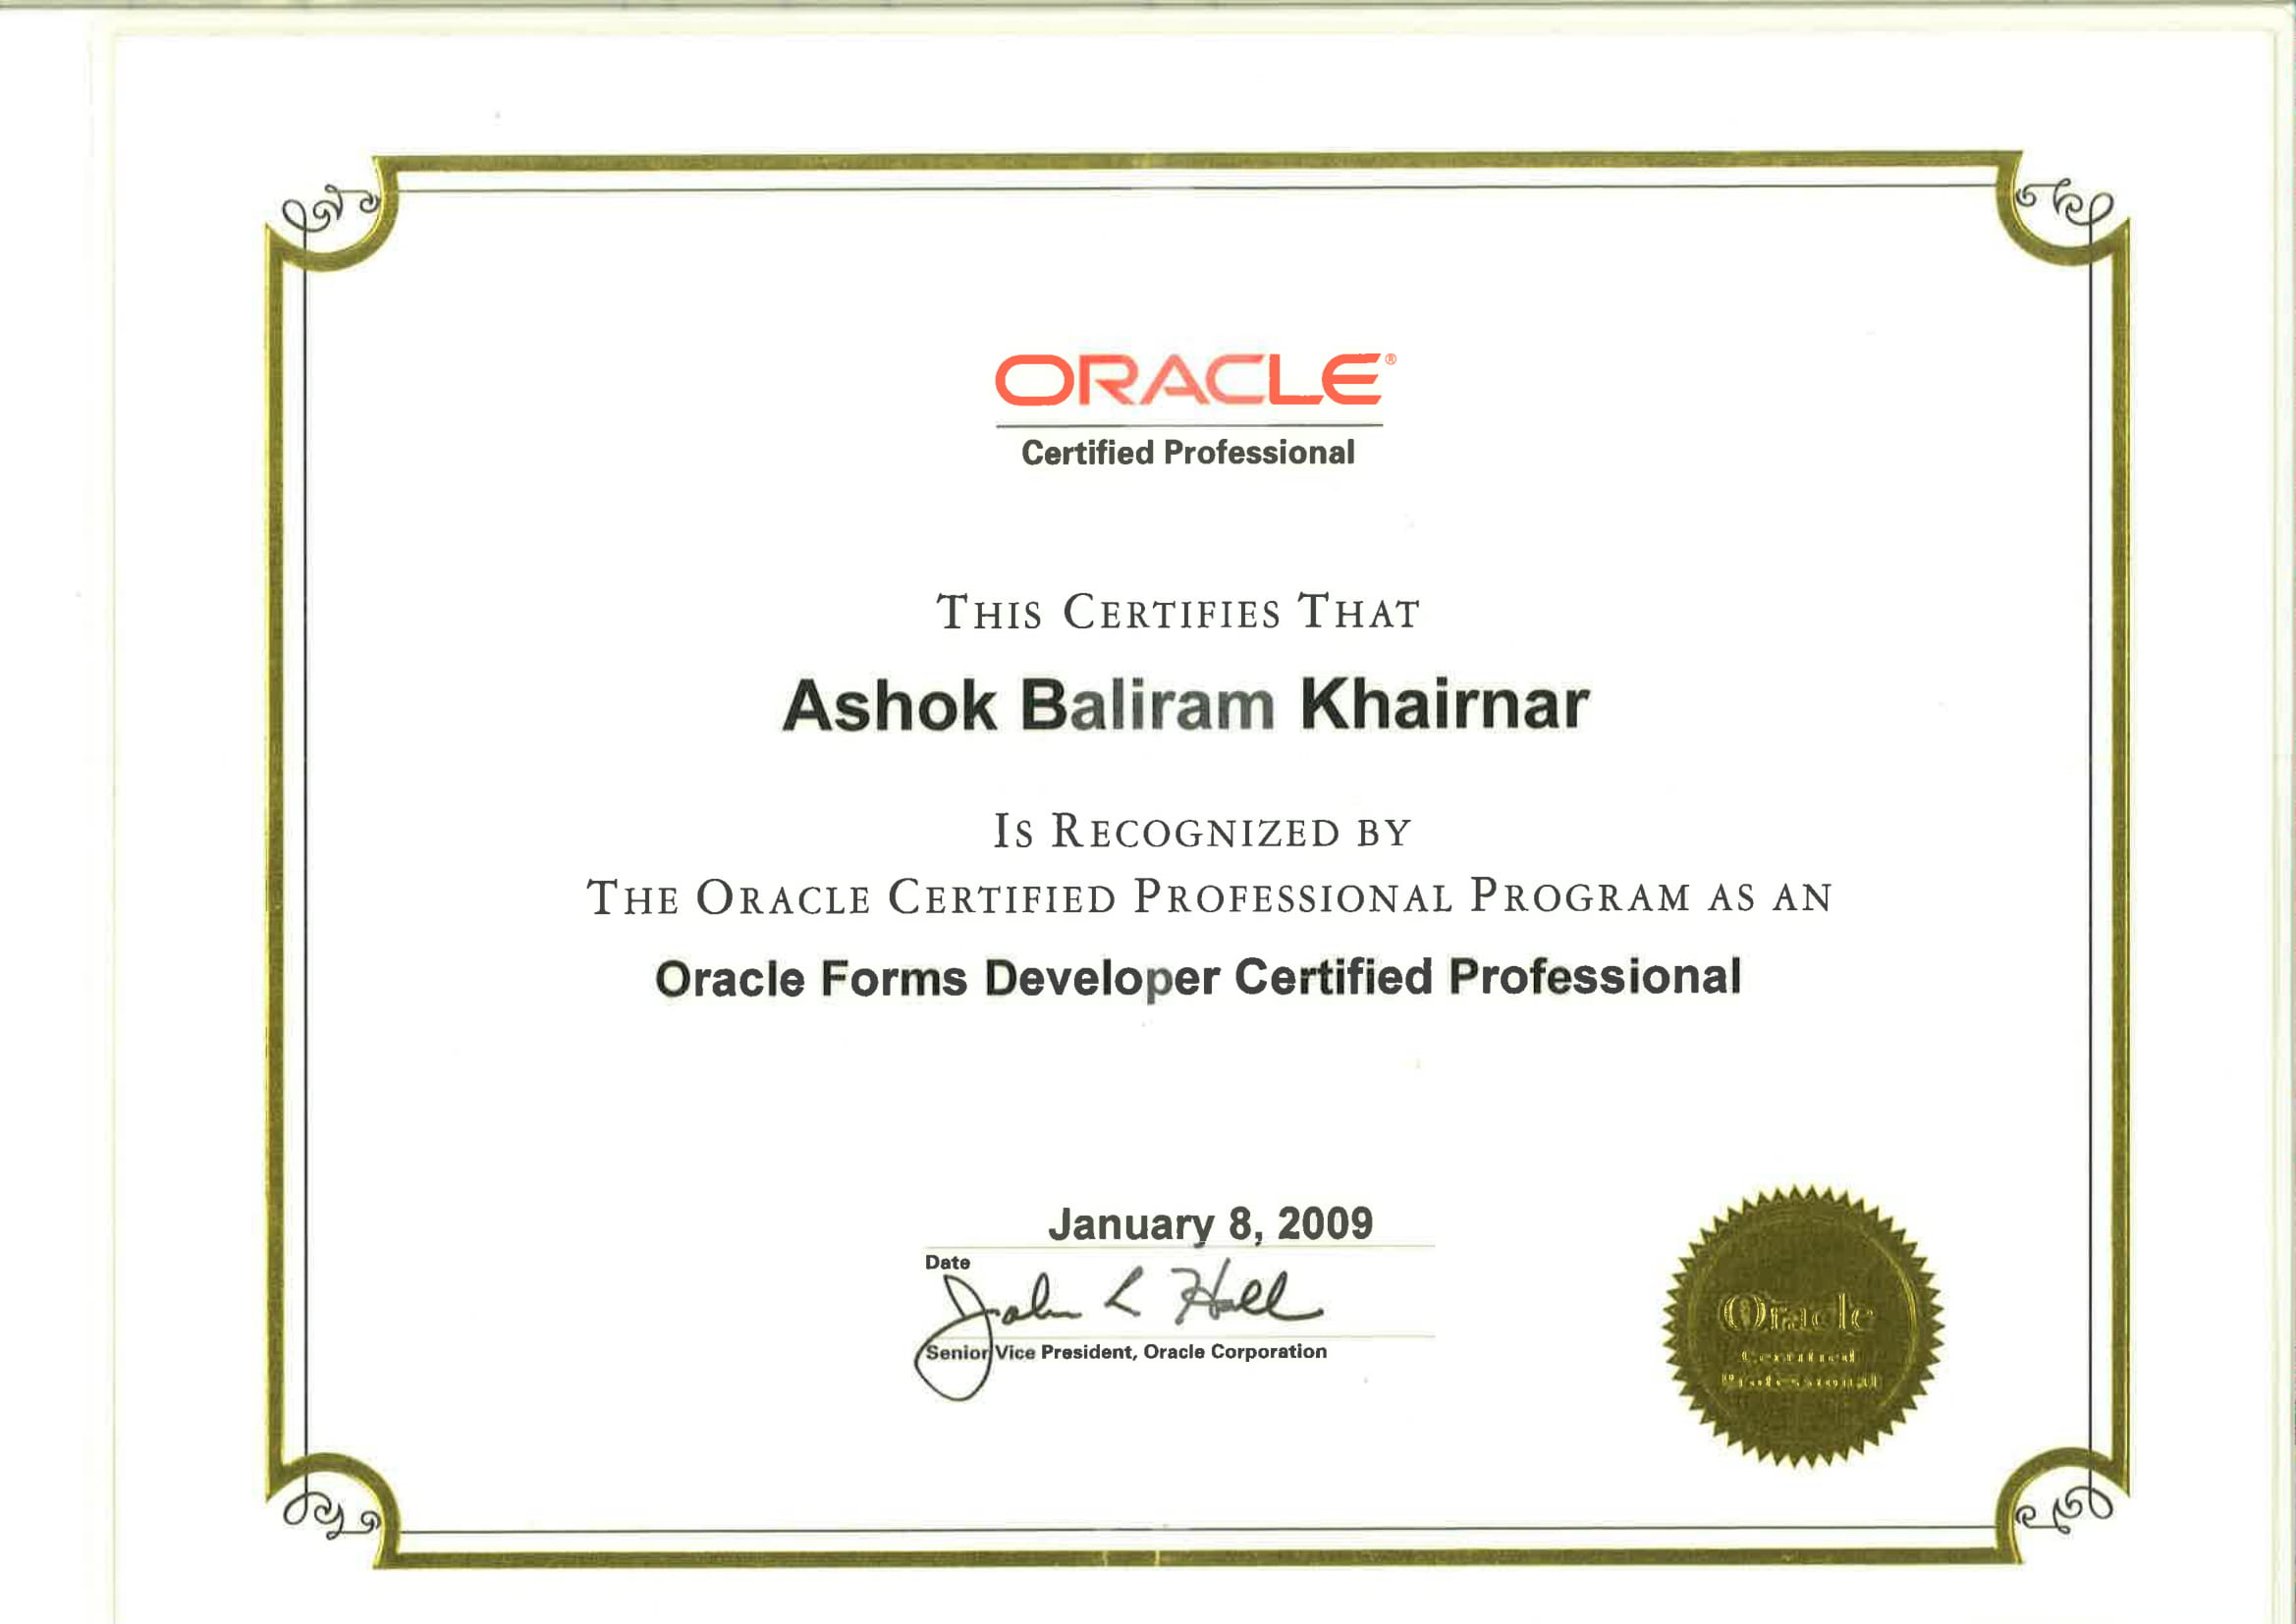 ORACLE®
Certified Professional
THIS CERTIFIES THAT
Ashok Baliram Khairnar
IS RECOGNIZED BY
THE ORACLE CERTIFIED PROFESSIONAL PROGRAM AS AN
Oracle Forms Developer Certified Professional
January 8, 2009
Date
John L Hall
Senior Vice President, Oracle Corporation
Oracle
Certified
Professional